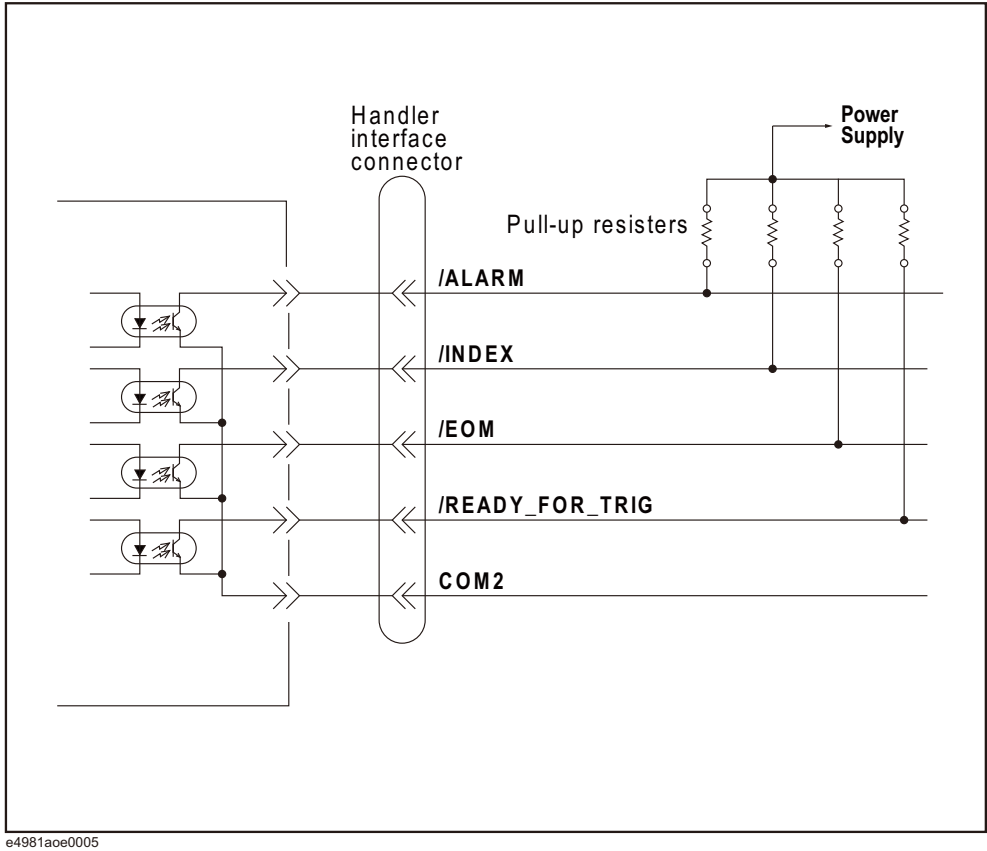 Handler
interface
connector
Power
Supply
Pull-up resisters
/ALARM
/INDEX
/EOM
/READY_FOR_TRIG
COM2
e4981aoe0005